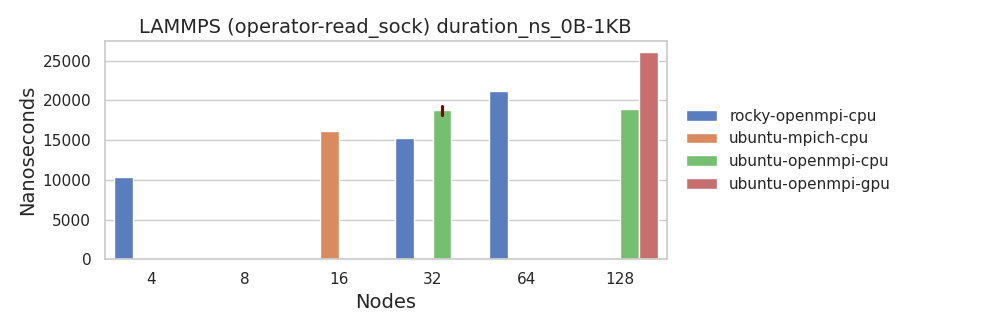 LAMMPS (operator-read_sock) duration_ns_0B-1KB
Nanoseconds
25000
20000
15000
10000
5000
0
4 8 16 32 64 128
Nodes
rocky-openmpi-cpu
ubuntu-mpich-cpu
ubuntu-openmpi-cpu
ubuntu-openmpi-gpu